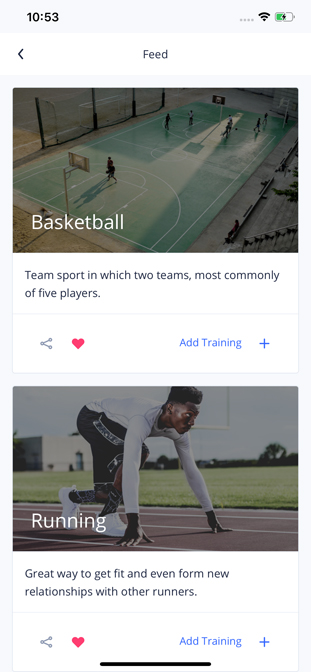 10:53
Feed
Basketball
Team sport in which two teams, most commonly
of five players.
Add Training
Running
Great way to get fit and even form new
relationships with other runners.
Add Training